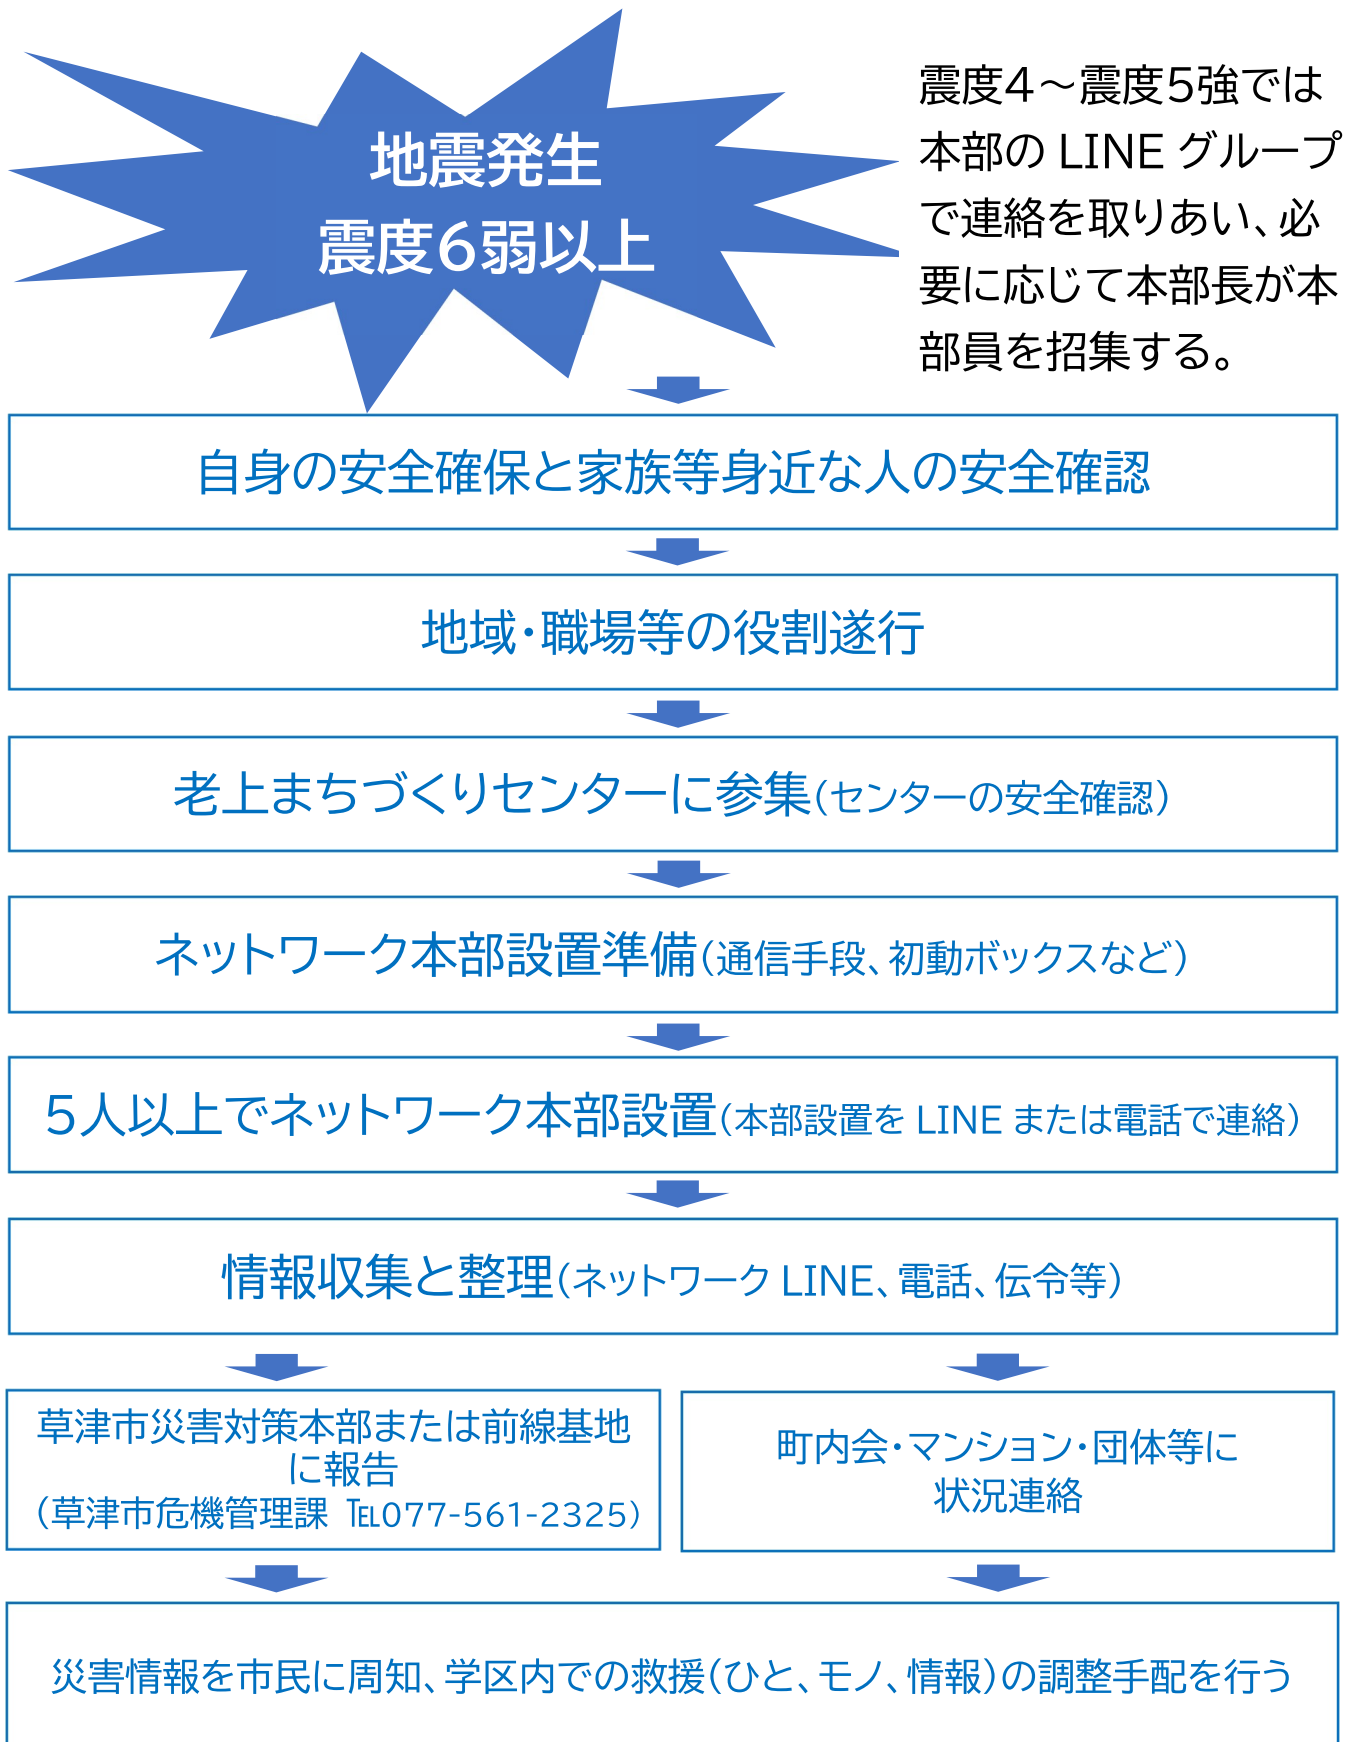 地震発生
震度6弱以上
震度4～震度5強では
本部の LINE グループ
で連絡を取りあい、必
要に応じて本部長が本
部員を招集する。
自身の安全確保と家族等身近な人の安全確認
地域・職場等の役割遂行
老上まちづくりセンターに参集（センターの安全確認）
ネットワーク本部設置準備（通信手段、初動ボックスなど）
5人以上でネットワーク本部設置（本部設置を LINE または電話で連絡）
情報収集と整理（ネットワーク LINE、電話、伝令等）
草津市災害対策本部または前線基地
に報告
（草津市危機管理課 ℡077-561-2325）
町内会・マンション・団体等に
状況連絡
災害情報を市民に周知、学区内での救援（ひと、モノ、情報）の調整手配を行う